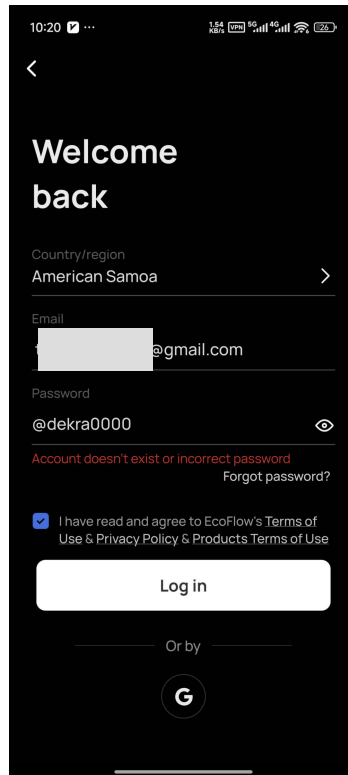 10:20 ...
1.54 KB/s VPN 5G 4G 6 26
Welcome
back
Country/region
American Samoa
Email
@gmail.com
Password
@dekra0000
Account doesn't exist or incorrect password
Forgot password?
I have read and agree to EcoFlow's Terms of
Use & Privacy Policy & Products Terms of Use
Log in
Or by
G